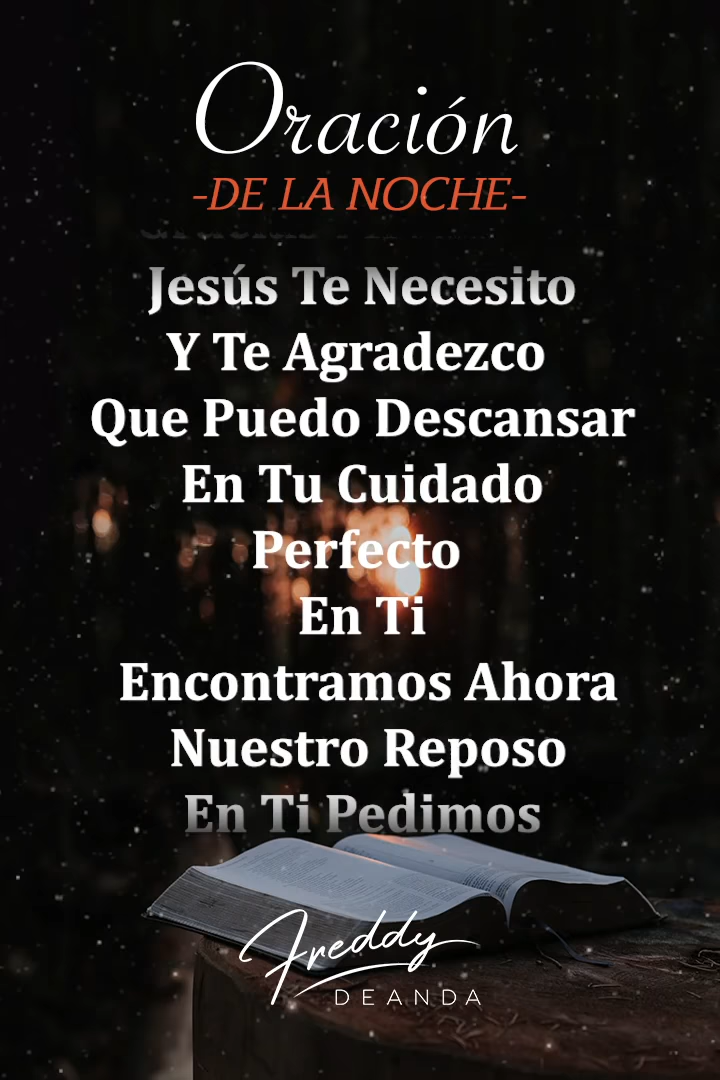 Oración
-DE LA NOCHE-
Jesús Te Necesito
Y Te Agradezco
Que Puedo Descansar
En Tu Cuidado
Perfecto
En Ti
Encontramos Ahora
Nuestro Reposo
En Ti Pedimos
Freddy
DEANDA